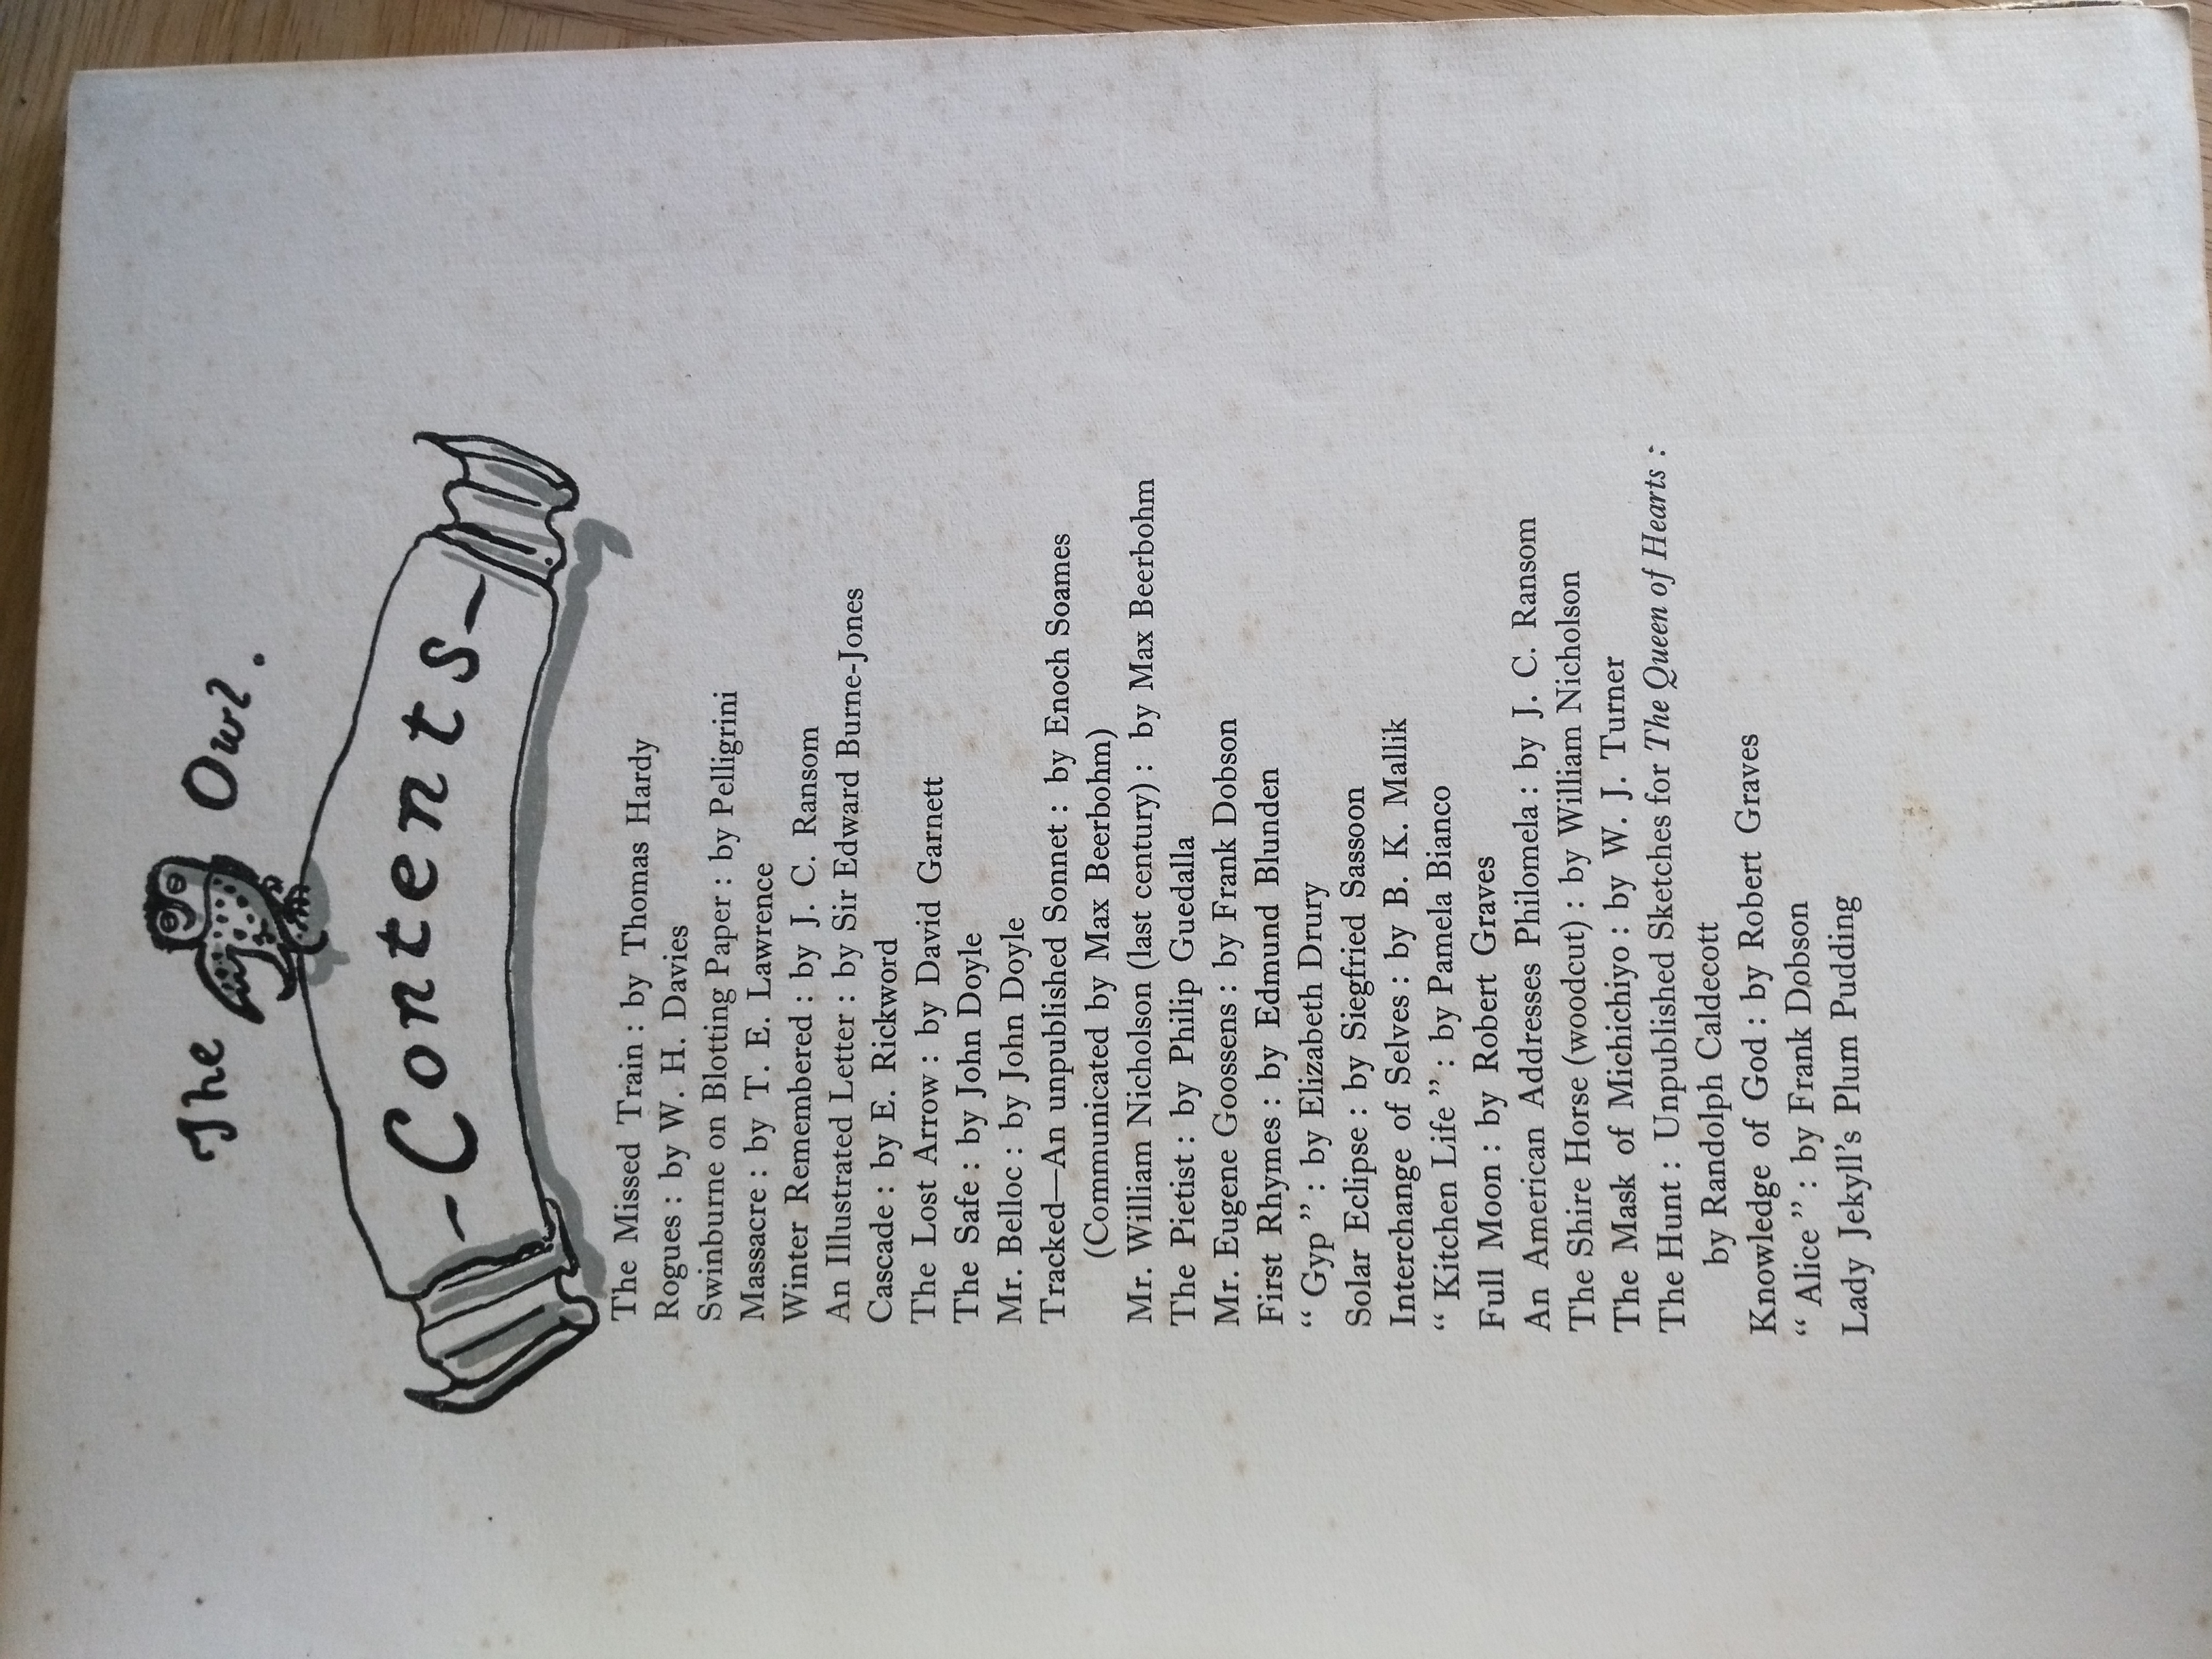 The Owl.
-Contents-
The Missed Train : by Thomas Hardy
Rogues : by W. H. Davies
Swinburne on Blotting Paper : by Pelligrini
Massacre : by T. E. Lawrence
Winter Remembered : by J. C. Ransom
An Illustrated Letter : by Sir Edward Burne-Jones
Cascade : by E. Rickword
The Lost Arrow : by David Garnett
The Safe : by John Doyle
Mr. Belloc : by John Doyle
Tracked—An unpublished Sonnet : by Enoch Soames
(Communicated by Max Beerbohm)
Mr. William Nicholson (last century) : by Max Beerbohm
The Pietist : by Philip Guedalla
Mr. Eugene Goossens : by Frank Dobson
First Rhymes : by Edmund Blunden
“ Gyp ” : by Elizabeth Drury
Solar Eclipse : by Siegfried Sassoon
Interchange of Selves : by B. K. Mallik
“ Kitchen Life ” : by Pamela Bianco
Full Moon : by Robert Graves
An American Addresses Philomela : by J. C. Ransom
The Shire Horse (woodcut) : by William Nicholson
The Mask of Michichiyo : by W. J. Turner
The Hunt : Unpublished Sketches for The Queen of Hearts :
by Randolph Caldecott
Knowledge of God : by Robert Graves
“ Alice ” : by Frank Dobson
Lady Jekyll’s Plum Pudding